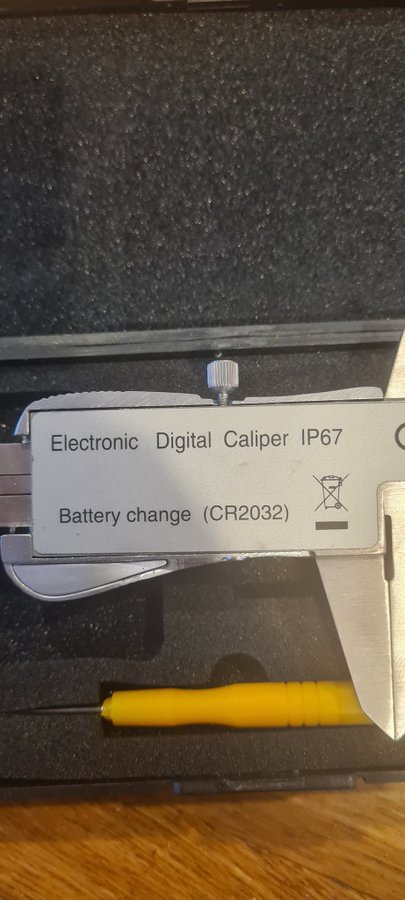 Electronic Digital Caliper IP67
Battery change (CR2032)